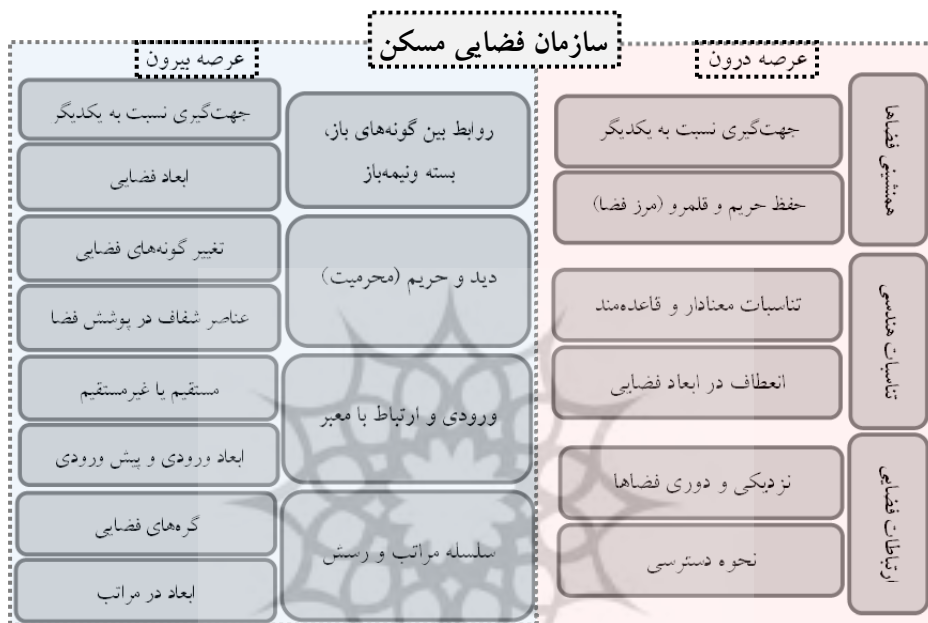 سازمان فضایی مسکن
عرصه درون
همنشینی فضاها
جهت‌گیری نسبت به یکدیگر
حفظ حریم و قلمرو (مرز فضا)
تناسبات هندسی
تناسبات معنادار و قاعده‌مند
انعطاف در ابعاد فضایی
ارتباطات فضایی
نزدیکی و دوری فضاها
نحوه دسترسی
عرصه بیرون
روابط بین گونه‌های باز،
بسته ونیمه‌باز
جهت‌گیری نسبت به یکدیگر
ابعاد فضایی
دید و حریم (محرمیت)
تغییر گونه‌های فضایی
عناصر شفاف در پوشش فضا
ورودی و ارتباط با معبر
مستقیم یا غیرمستقیم
ابعاد ورودی و پیش ورودی
سلسله مراتب و رسش
گره‌های فضایی
ابعاد در مراتب